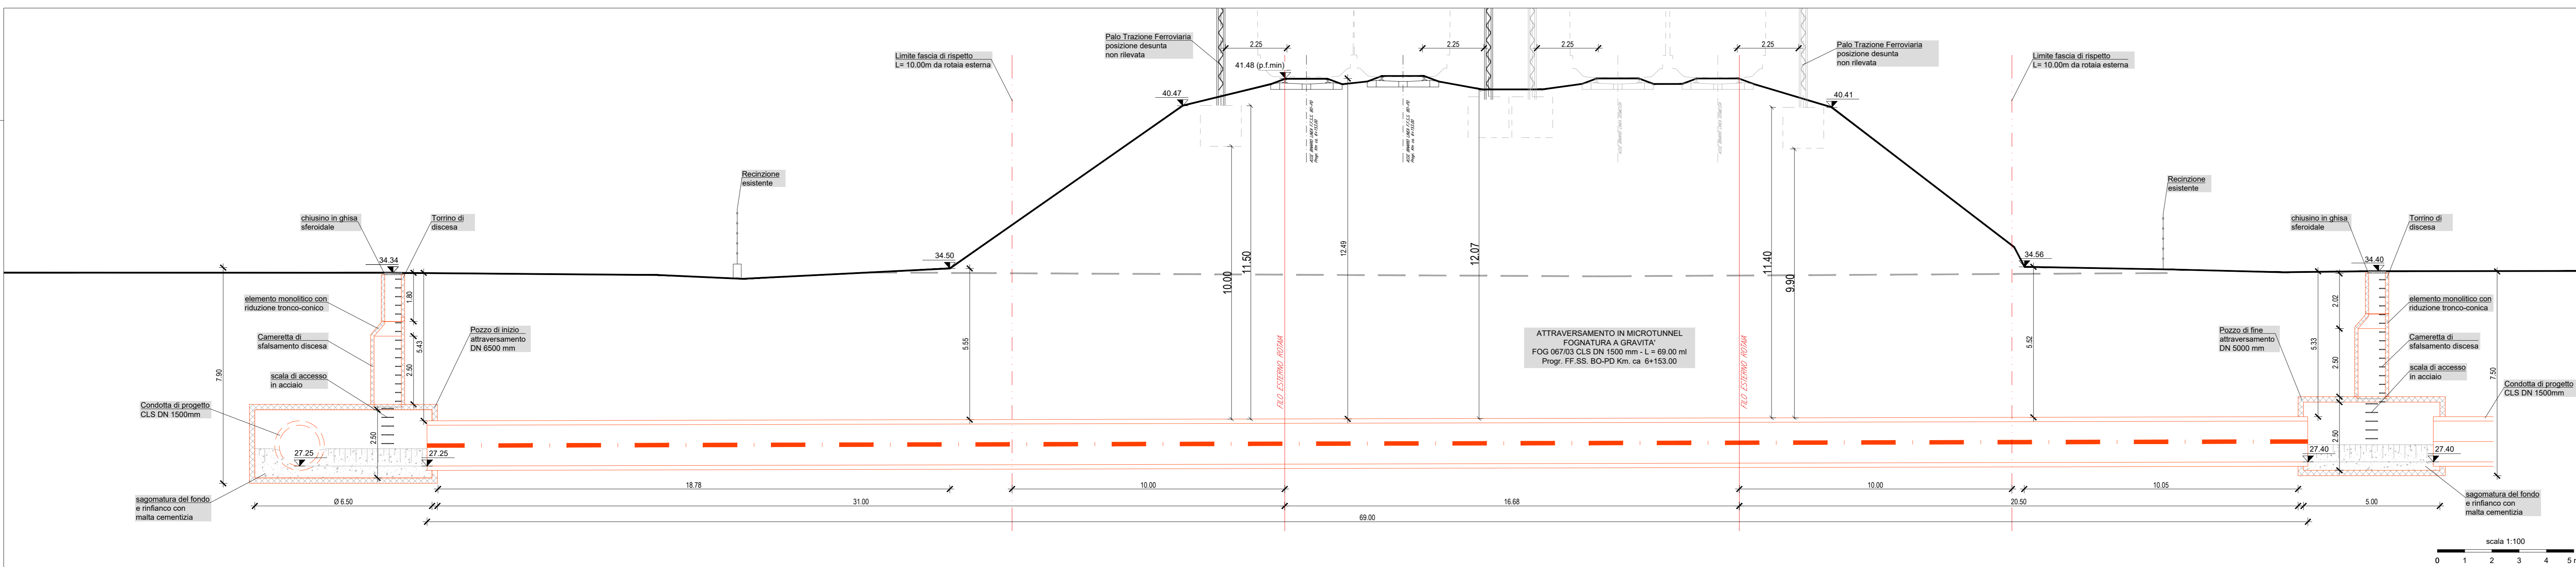 Limite fascia di rispetto
L= 10.00m da rotaia esterna
Palo Trazione Ferroviaria
posizione desunta
non rilevata
2.25
2.25
2.25
2.25
Palo Trazione Ferroviaria
posizione desunta
non rilevata
Limite fascia di rispetto
L= 10.00m da rotaia esterna
41.48 (p.f.min)
40.47
40.41
Recinzione
esistente
Recinzione
esistente
chiusino in ghisa
sferoidale
Torrino di
discesa
34.34
34.50
12.49
12.07
11.50
10.00
11.40
9.90
34.56
34.40
chiusino in ghisa
sferoidale
Torrino di
discesa
elemento monolitico con
riduzione tronco-conico
Cameretta di
sfalsamento discesa
scala di accesso
in acciaio
Condotta di progetto
CLS DN 1500mm
7.90
1.80
5.43
2.50
2.50
Pozzo di inizio
attraversamento
DN 6500 mm
5.55
FILO ESTERNO ROTAIA
ATTRAVERSAMENTO IN MICROTUNNEL
FOGNATURA A GRAVITA'
FOG 067/03 CLS DN 1500 mm - L = 69.00 ml
Progr. FF.SS. BO-PD Km. ca 6+153.00
FILO ESTERNO ROTAIA
5.52
Pozzo di fine
attraversamento
DN 5000 mm
5.33
2.02
2.50
2.50
7.50
elemento monolitico con
riduzione tronco-conica
Cameretta di
sfalsamento discesa
scala di accesso
in acciaio
Condotta di progetto
CLS DN 1500mm
27.25
27.25
27.40
27.40
sagomatura del fondo
e rinfianco con
malta cementizia
18.78
10.00
10.00
10.05
Ø 6.50
31.00
16.68
20.50
5.00
69.00
sagomatura del fondo
e rinfianco con
malta cementizia
scala 1:100
0 1 2 3 4 5